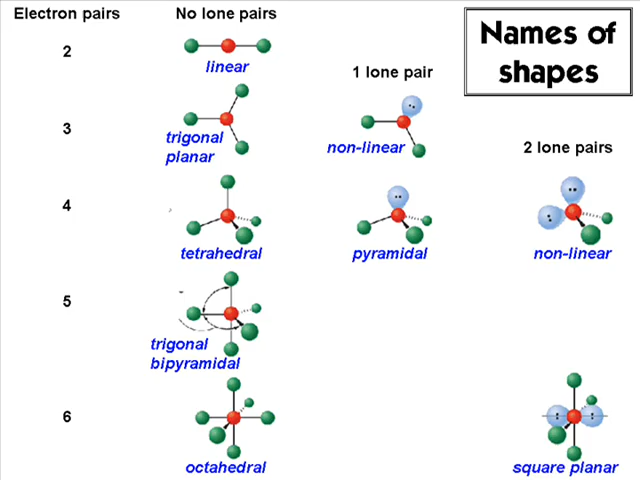 Electron pairs
No lone pairs
Names of
shapes
2
linear
1 lone pair
3
trigonal
planar
non-linear
2 lone pairs
4
tetrahedral
pyramidal
non-linear
5
trigonal
bipyramidal
6
octahedral
square planar